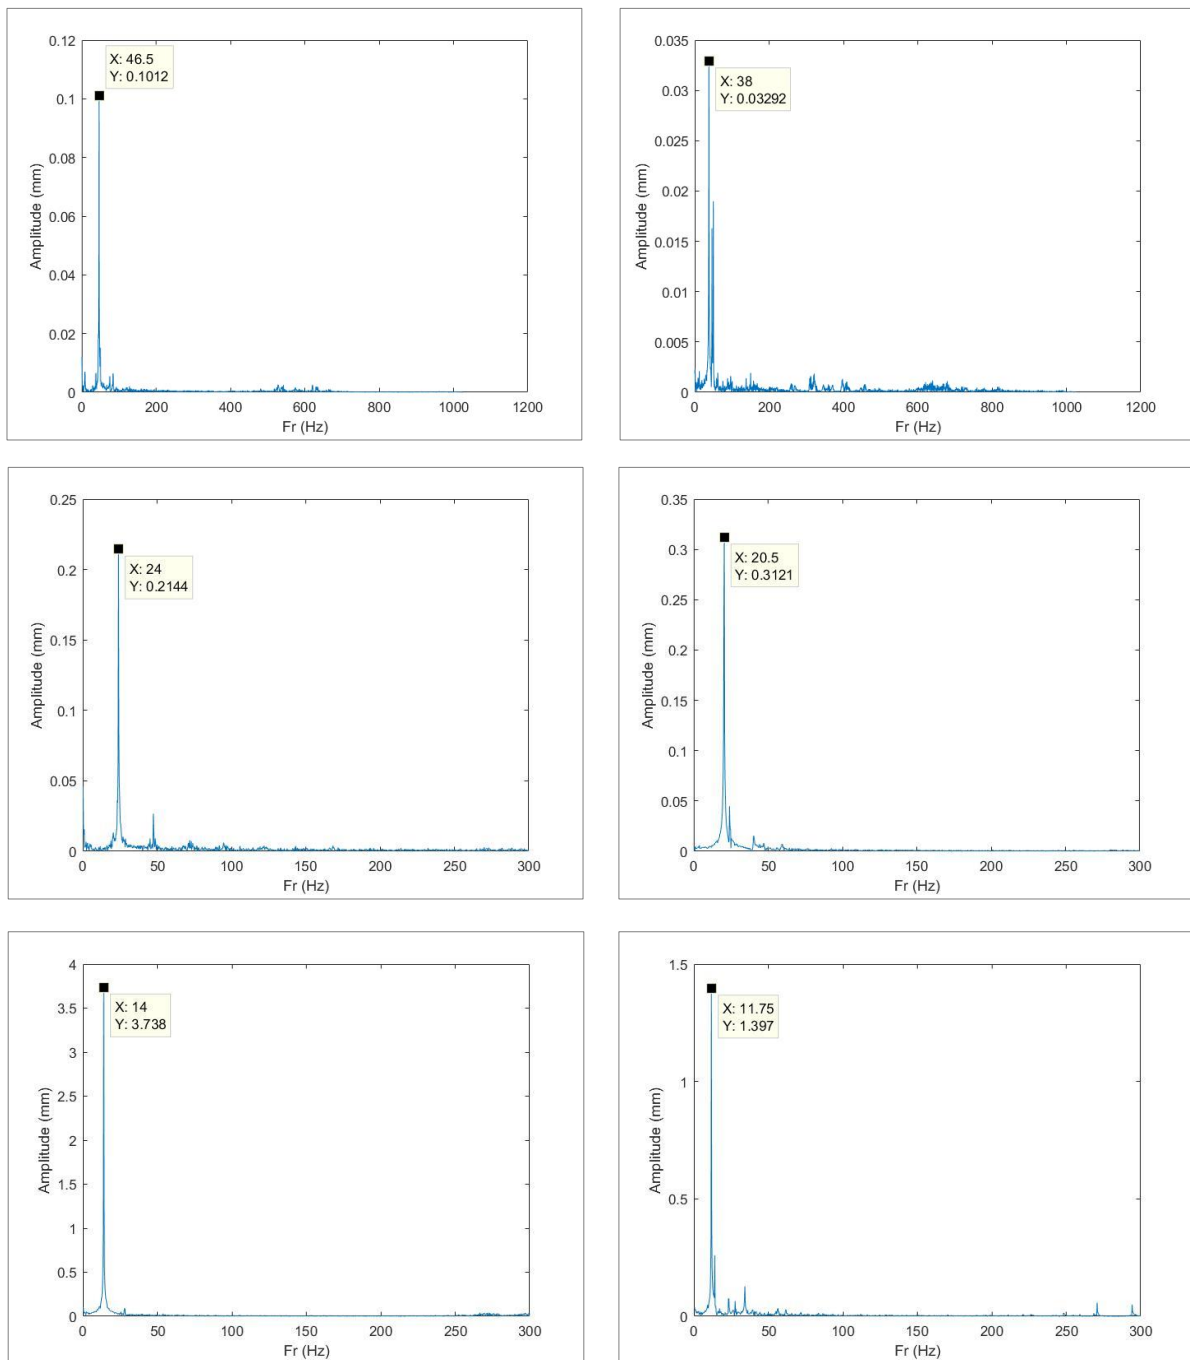 0.12
0.1
0.08
0.06
0.04
0.02
0
Amplitude (mm)
X: 46.5
Y: 0.1012
0 200 400 600 800 1000 1200
Fr (Hz)
0.035
0.03
0.025
0.02
0.015
0.01
0.005
0
Amplitude (mm)
X: 38
Y: 0.03292
0 200 400 600 800 1000 1200
Fr (Hz)
0.25
0.2
0.15
0.1
0.05
0
Amplitude (mm)
X: 24
Y: 0.2144
0 50 100 150 200 250 300
Fr (Hz)
0.35
0.3
0.25
0.2
0.15
0.1
0.05
0
Amplitude (mm)
X: 20.5
Y: 0.3121
0 50 100 150 200 250 300
Fr (Hz)
4
3.5
3
2.5
2
1.5
1
0.5
0
Amplitude (mm)
X: 14
Y: 3.738
0 50 100 150 200 250 300
Fr (Hz)
1.5
1
0.5
0
Amplitude (mm)
X: 11.75
Y: 1.397
0 50 100 150 200 250 300
Fr (Hz)